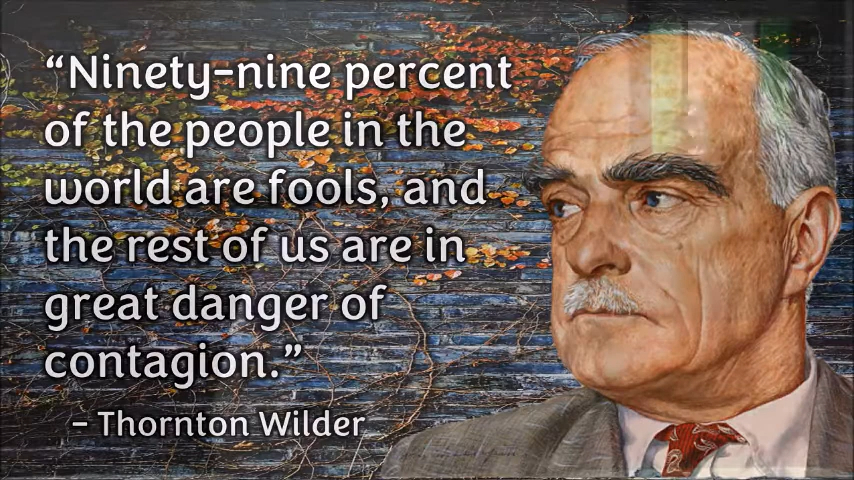 “Ninety-nine percent
of the people in the
world are fools, and
the rest of us are in
great danger of
contagion.”
– Thornton Wilder